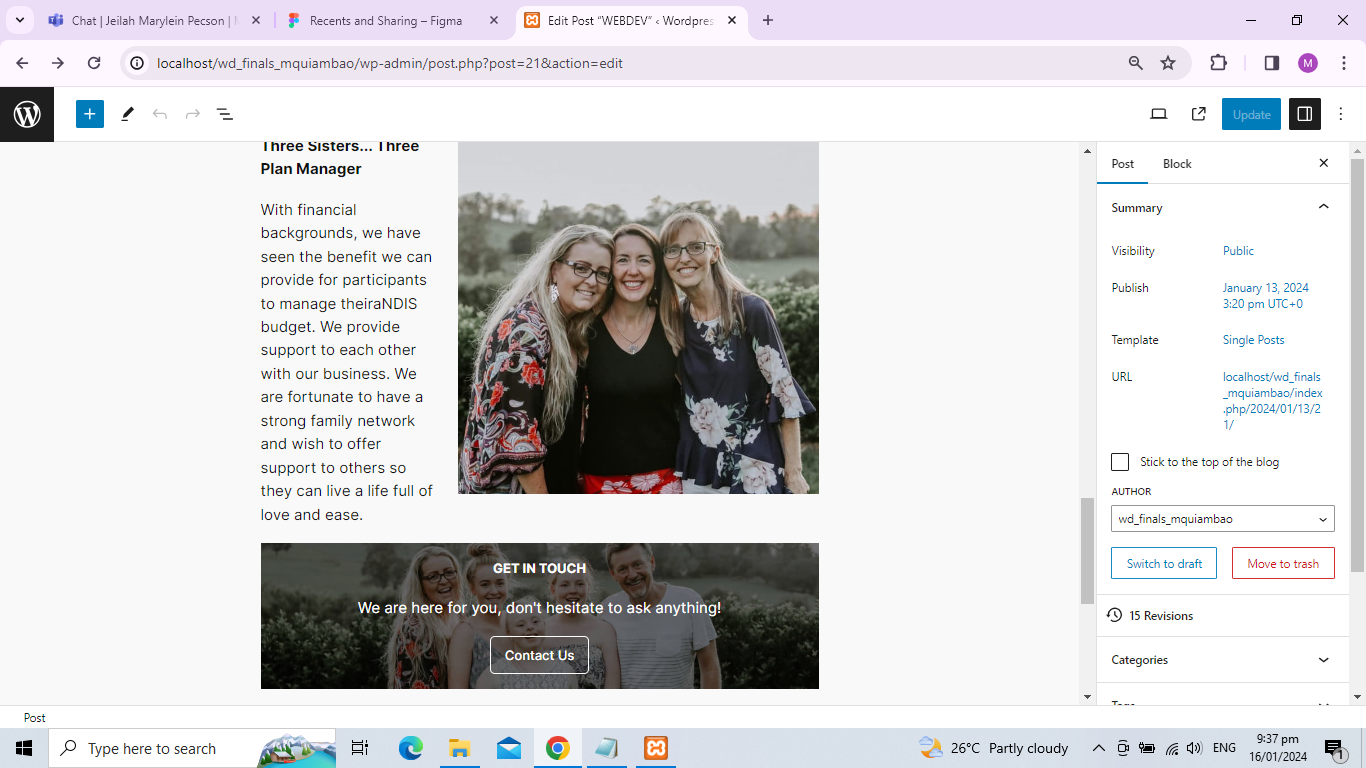 Chat | Jeilah Marylein Pecson |
Recents and Sharing – Figma
Edit Post “WEBDEV” ‹ Wordpres
localhost/wd_finals_mquiambao/wp-admin/post.php?post=21&action=edit
M
Update
Three Sisters... Three
Plan Manager
With financial
backgrounds, we have
seen the benefit we can
provide for participants
to manage theiraNDIS
budget. We provide
support to each other
with our business. We
are fortunate to have a
strong family network
and wish to offer
support to others so
they can live a life full of
love and ease.
GET IN TOUCH
We are here for you, don't hesitate to ask anything!
Contact Us
Post
Block
Summary
Visibility
Public
Publish
January 13, 2024
3:20 pm UTC+0
Template
Single Posts
URL
localhost/wd_finals
_mquiambao/index
.php/2024/01/13/2
1/
Stick to the top of the blog
AUTHOR
wd_finals_mquiambao
Switch to draft
Move to trash
15 Revisions
Categories
Tags
Post
Type here to search
26°C Partly cloudy
ENG
9:37 pm
16/01/2024
1